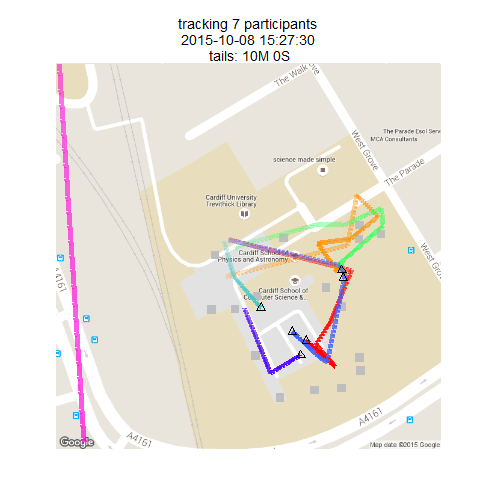 tracking 7 participants
2015-10-08 15:27:30
tails: 10M 0S
The Walk
West Grove
The Parade Esol Serv
MCA Consultants
science made simple
The Parade
Cardiff University
Trevithick Library
West Grove
Cardiff School of
Physics and Astronomy
Cardiff School of
Computer Science &...
A4161
A4161
A4161
Google
Map data ©2015 Google